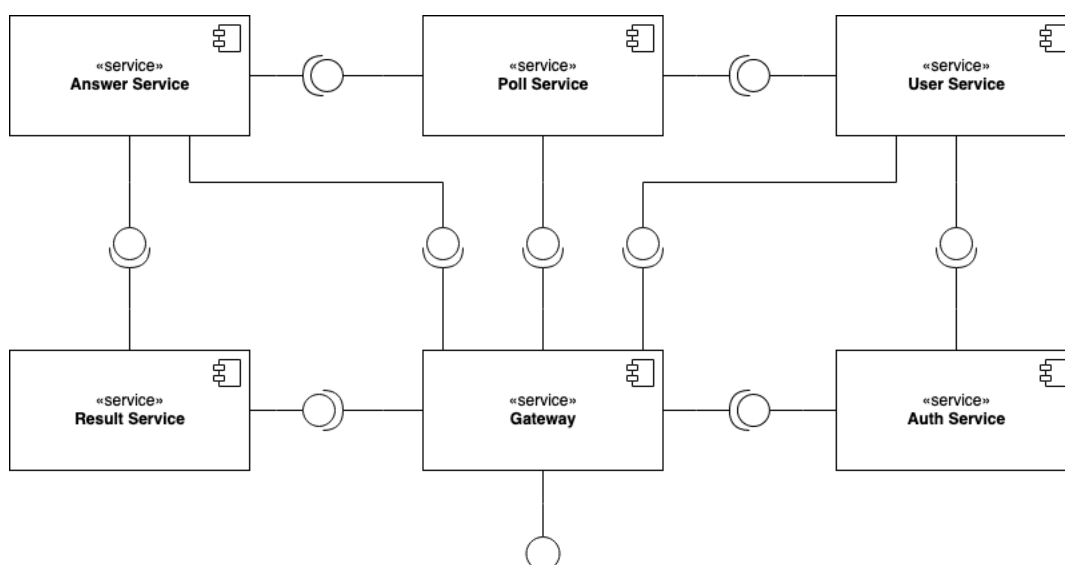 «service»
Answer Service
«service»
Poll Service
«service»
User Service
«service»
Result Service
«service»
Gateway
«service»
Auth Service